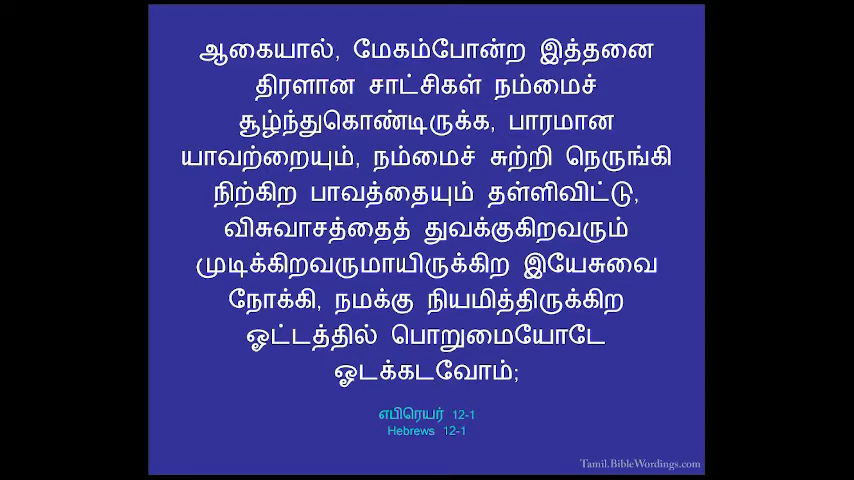 ஆகையால், மேகம்போன்ற இத்தனை
திரளான சாட்சிகள் நம்மைச்
சூழ்ந்துகொண்டிருக்க, பாரமான
யாவற்றையும், நம்மைச் சுற்றி நெருங்கி
நிற்கிற பாவத்தையும் தள்ளிவிட்டு,
விசுவாசத்தைத் துவக்குகிறவரும்
முடிக்கிறவருமாயிருக்கிற இயேசுவை
நோக்கி, நமக்கு நியமித்திருக்கிற
ஓட்டத்தில் பொறுமையோடே
ஓடக்கடவோம்;
எபிரெயர் 12-1
Hebrews 12-1
Tamil.BibleWordings.com